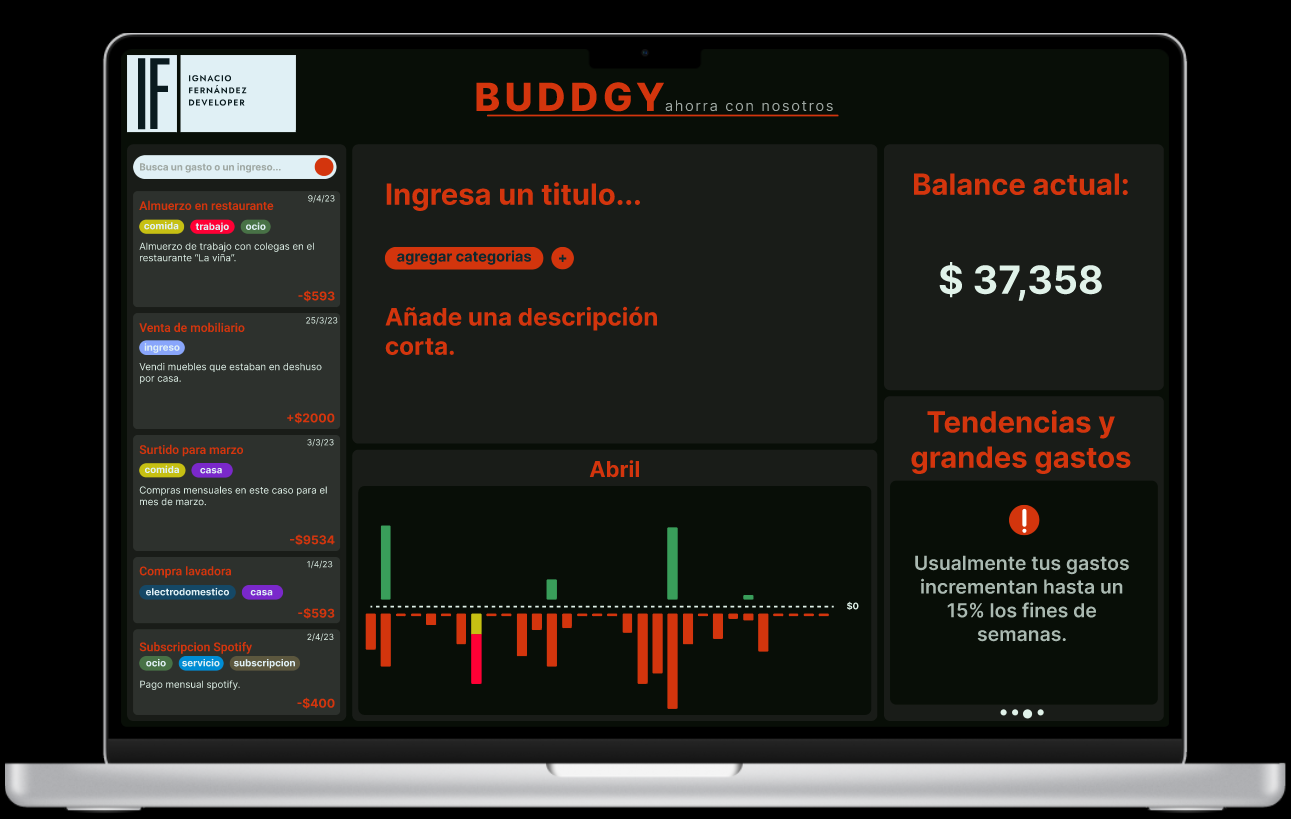 IF
IGNACIO
FERNÁNDEZ
DEVELOPER
BUDDGY ahorra con nosotros
Busca un gasto o un ingreso...
Almuerzo en restaurante 9/4/23
comida trabajo ocio
Almuerzo de trabajo con colegas en el
restaurante "La viña".
-$593
Venta de mobiliario 25/3/23
ingreso
Vendi muebles que estaban en deshuso
por casa.
+$2000
Surtido para marzo 3/3/23
comida casa
Compras mensuales en este caso para el
mes de marzo.
-$9534
Compra lavadora 1/4/23
electrodomestico casa
-$593
Subscripcion Spotify 2/4/23
ocio servicio subscripcion
Pago mensual spotify.
-$400
Ingresa un titulo...
agregar categorias +
Añade una descripción
corta.
Abril
$0
Balance actual:
$ 37,358
Tendencias y
grandes gastos
!
Usualmente tus gastos
incrementan hasta un
15% los fines de
semanas.